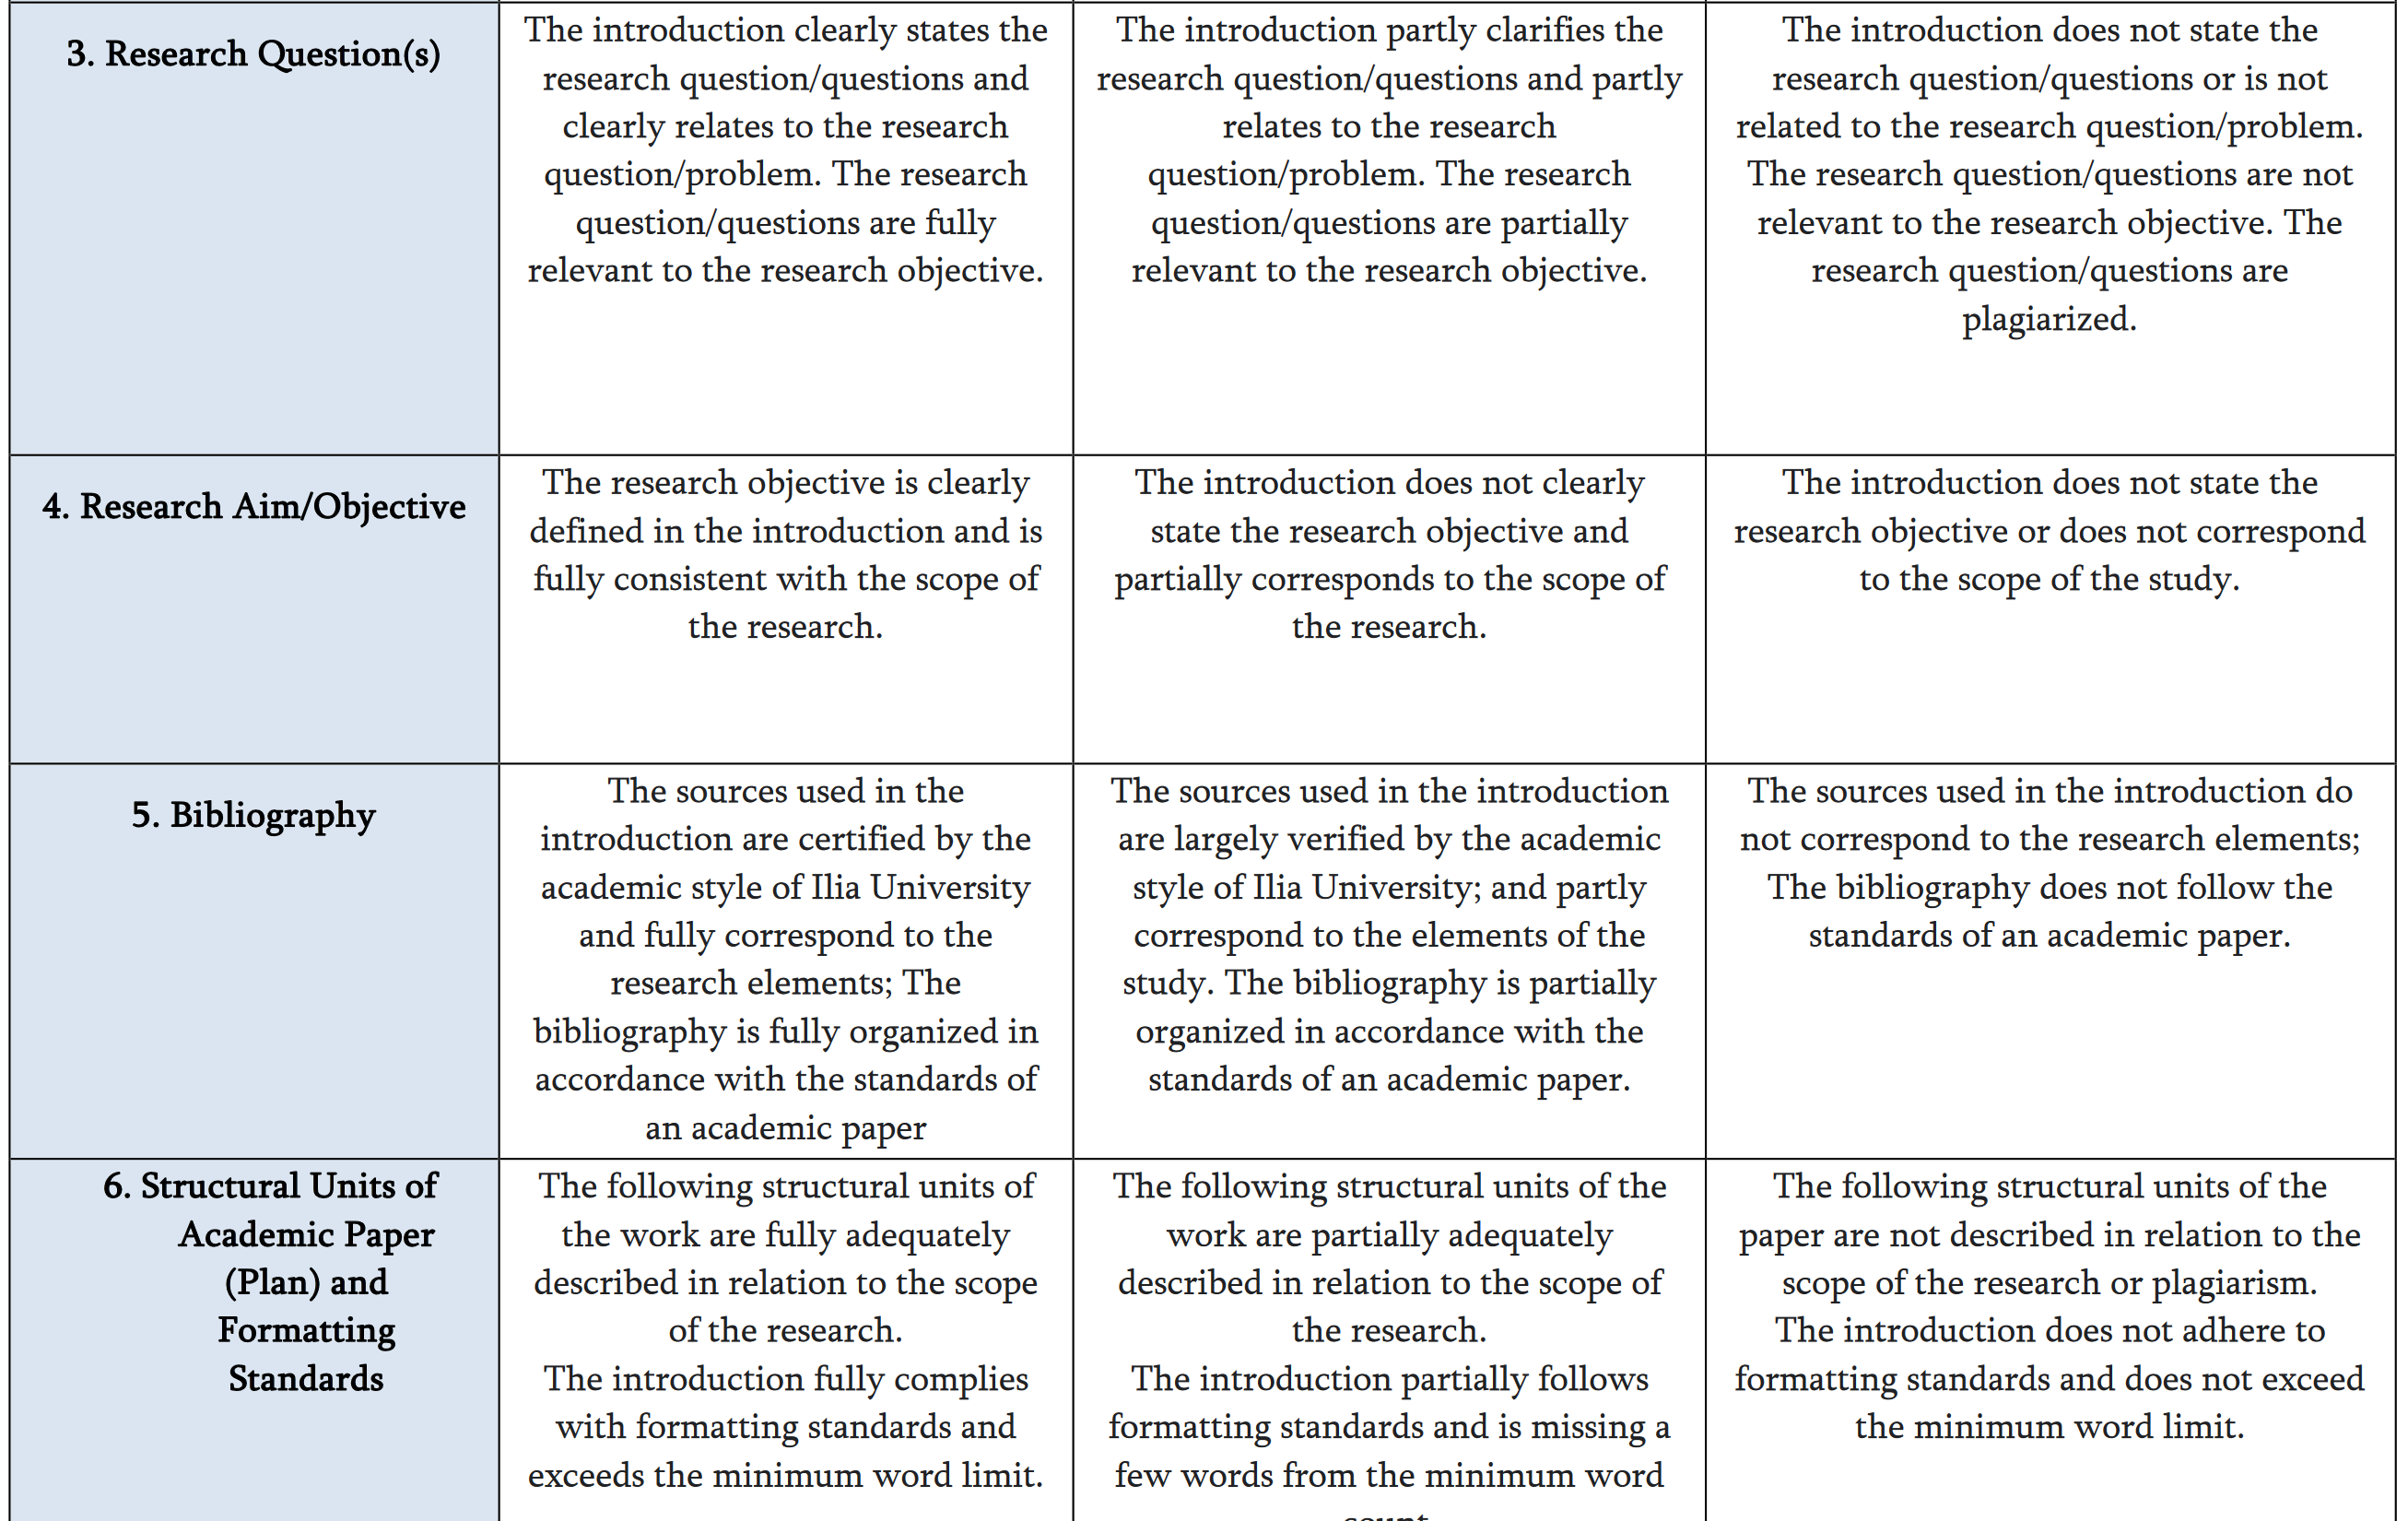 3. Research Question(s)
The introduction clearly states the
research question/questions and
clearly relates to the research
question/problem. The research
question/questions are fully
relevant to the research objective.
The introduction partly clarifies the
research question/questions and partly
relates to the research
question/problem. The research
question/questions are partially
relevant to the research objective.
The introduction does not state the
research question/questions or is not
related to the research question/problem.
The research question/questions are not
relevant to the research objective. The
research question/questions are
plagiarized.
4. Research Aim/Objective
The research objective is clearly
defined in the introduction and is
fully consistent with the scope of
the research.
The introduction does not clearly
state the research objective and
partially corresponds to the scope of
the research.
The introduction does not state the
research objective or does not correspond
to the scope of the study.
5. Bibliography
The sources used in the
introduction are certified by the
academic style of Ilia University
and fully correspond to the
research elements; The
bibliography is fully organized in
accordance with the standards of
an academic paper
The sources used in the introduction
are largely verified by the academic
style of Ilia University; and partly
correspond to the elements of the
study. The bibliography is partially
organized in accordance with the
standards of an academic paper.
The sources used in the introduction do
not correspond to the research elements;
The bibliography does not follow the
standards of an academic paper.
6. Structural Units of
Academic Paper
(Plan) and
Formatting
Standards
The following structural units of
the work are fully adequately
described in relation to the scope
of the research.
The introduction fully complies
with formatting standards and
exceeds the minimum word limit.
The following structural units of the
work are partially adequately
described in relation to the scope of
the research.
The introduction partially follows
formatting standards and is missing a
few words from the minimum word
The following structural units of the
paper are not described in relation to the
scope of the research or plagiarism.
The introduction does not adhere to
formatting standards and does not exceed
the minimum word limit.